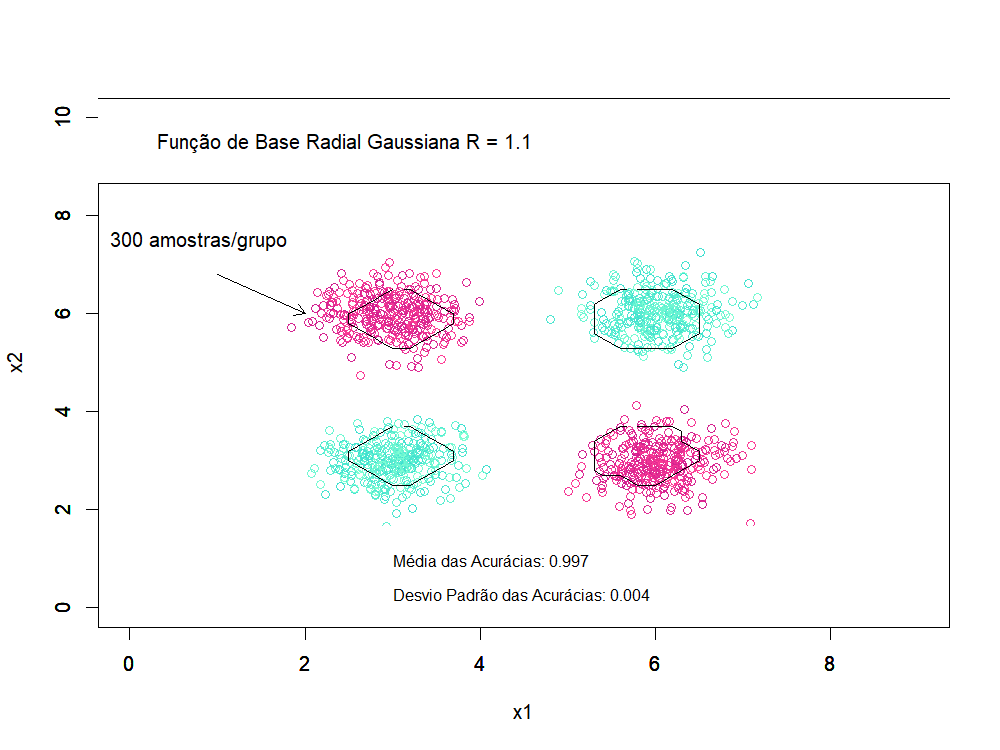 Função de Base Radial Gaussiana R = 1.1
300 amostras/grupo
Média das Acurácias: 0.997
Desvio Padrão das Acurácias: 0.004
x2
10
8
6
4
2
0
0 2 4 6 8
x1